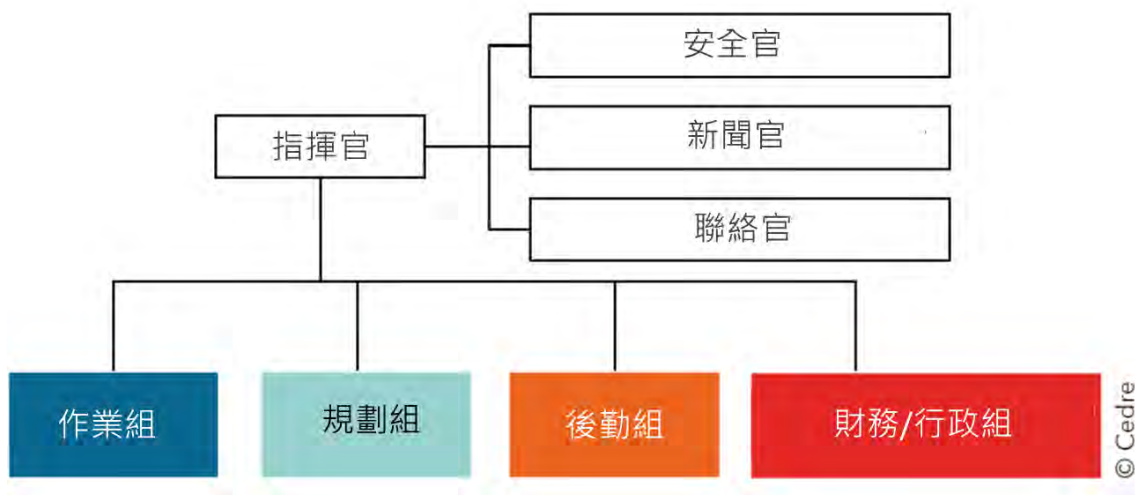 安全官
指揮官
新聞官
聯絡官
作業組
規劃組
後勤組
財務/行政組
© Cedre